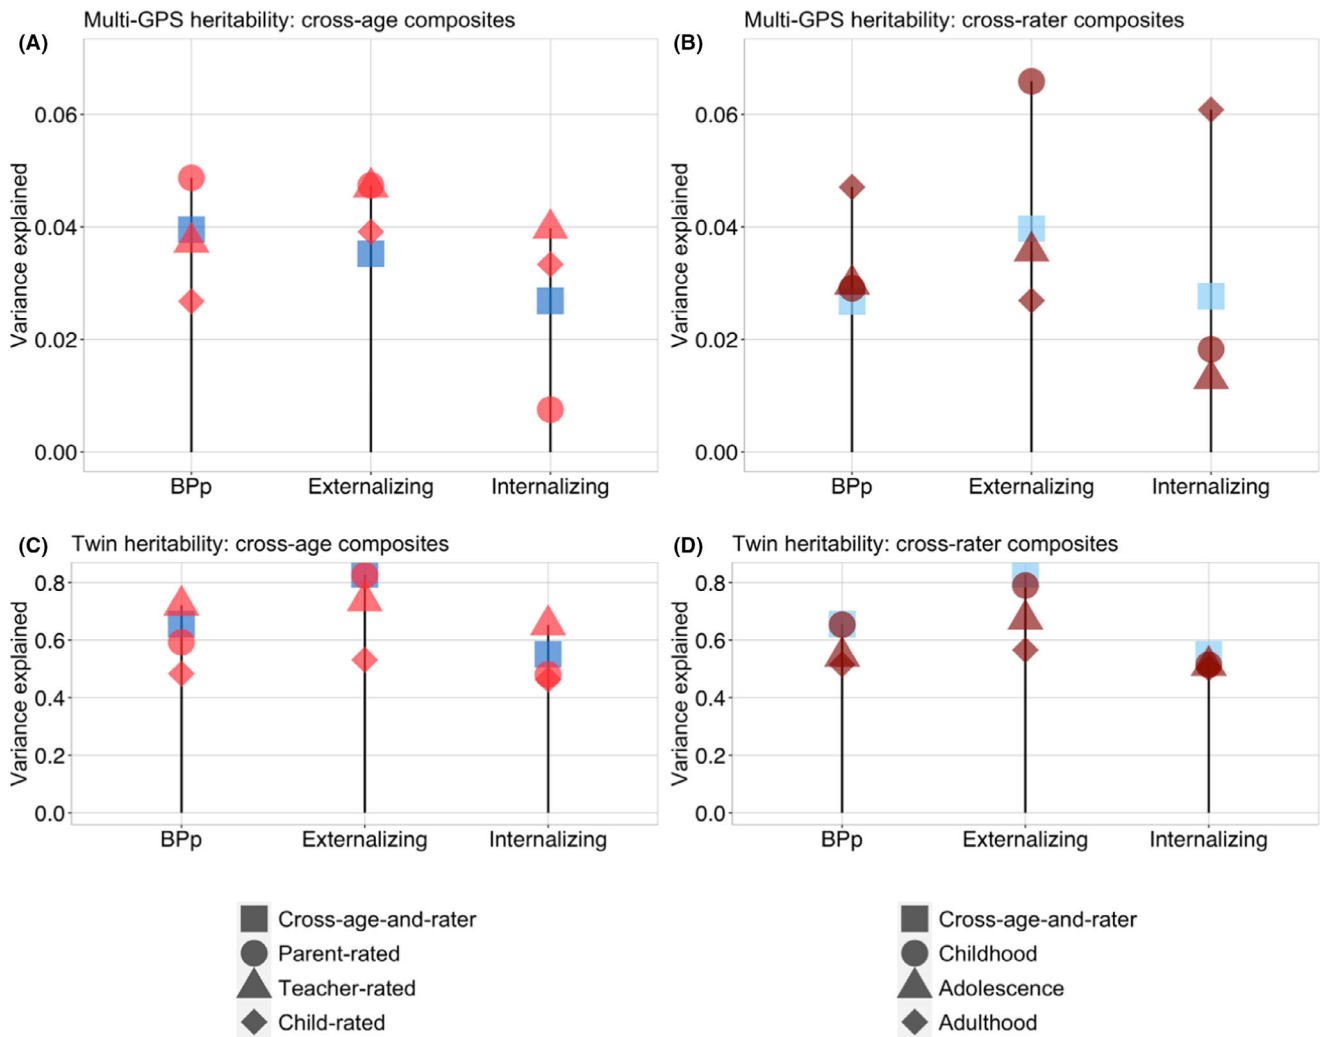 Multi-GPS heritability: cross-age composites
(A)
Variance explained
0.06
0.04
0.02
0.00
BPp Externalizing Internalizing
Multi-GPS heritability: cross-rater composites
(B)
Variance explained
0.06
0.04
0.02
0.00
BPp Externalizing Internalizing
(C) Twin heritability: cross-age composites
Variance explained
0.8
0.6
0.4
0.2
0.0
BPp Externalizing Internalizing
(D) Twin heritability: cross-rater composites
Variance explained
0.8
0.6
0.4
0.2
0.0
BPp Externalizing Internalizing
Cross-age-and-rater
Parent-rated
Teacher-rated
Child-rated
Cross-age-and-rater
Childhood
Adolescence
Adulthood